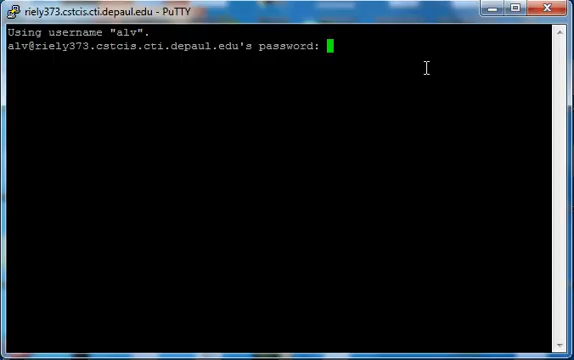 riely373.cstcis.cti.depaul.edu - PuTTY
Using username "alv".
alv@riely373.cstcis.cti.depaul.edu's password: